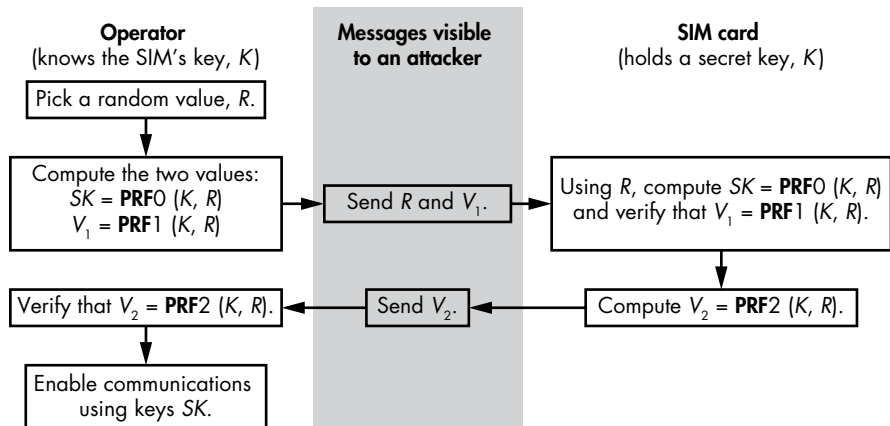 Operator
(knows the SIM's key, K)
Messages visible
to an attacker
SIM card
(holds a secret key, K)
Pick a random value, R.
Compute the two values:
SK = PRF0 (K, R)
V₁ = PRF1 (K, R)
Send R and V₁.
Using R, compute SK = PRF0 (K, R)
and verify that V₁ = PRF1 (K, R).
Verify that V₂ = PRF2 (K, R).
Send V₂.
Compute V₂ = PRF2 (K, R).
Enable communications
using keys SK.